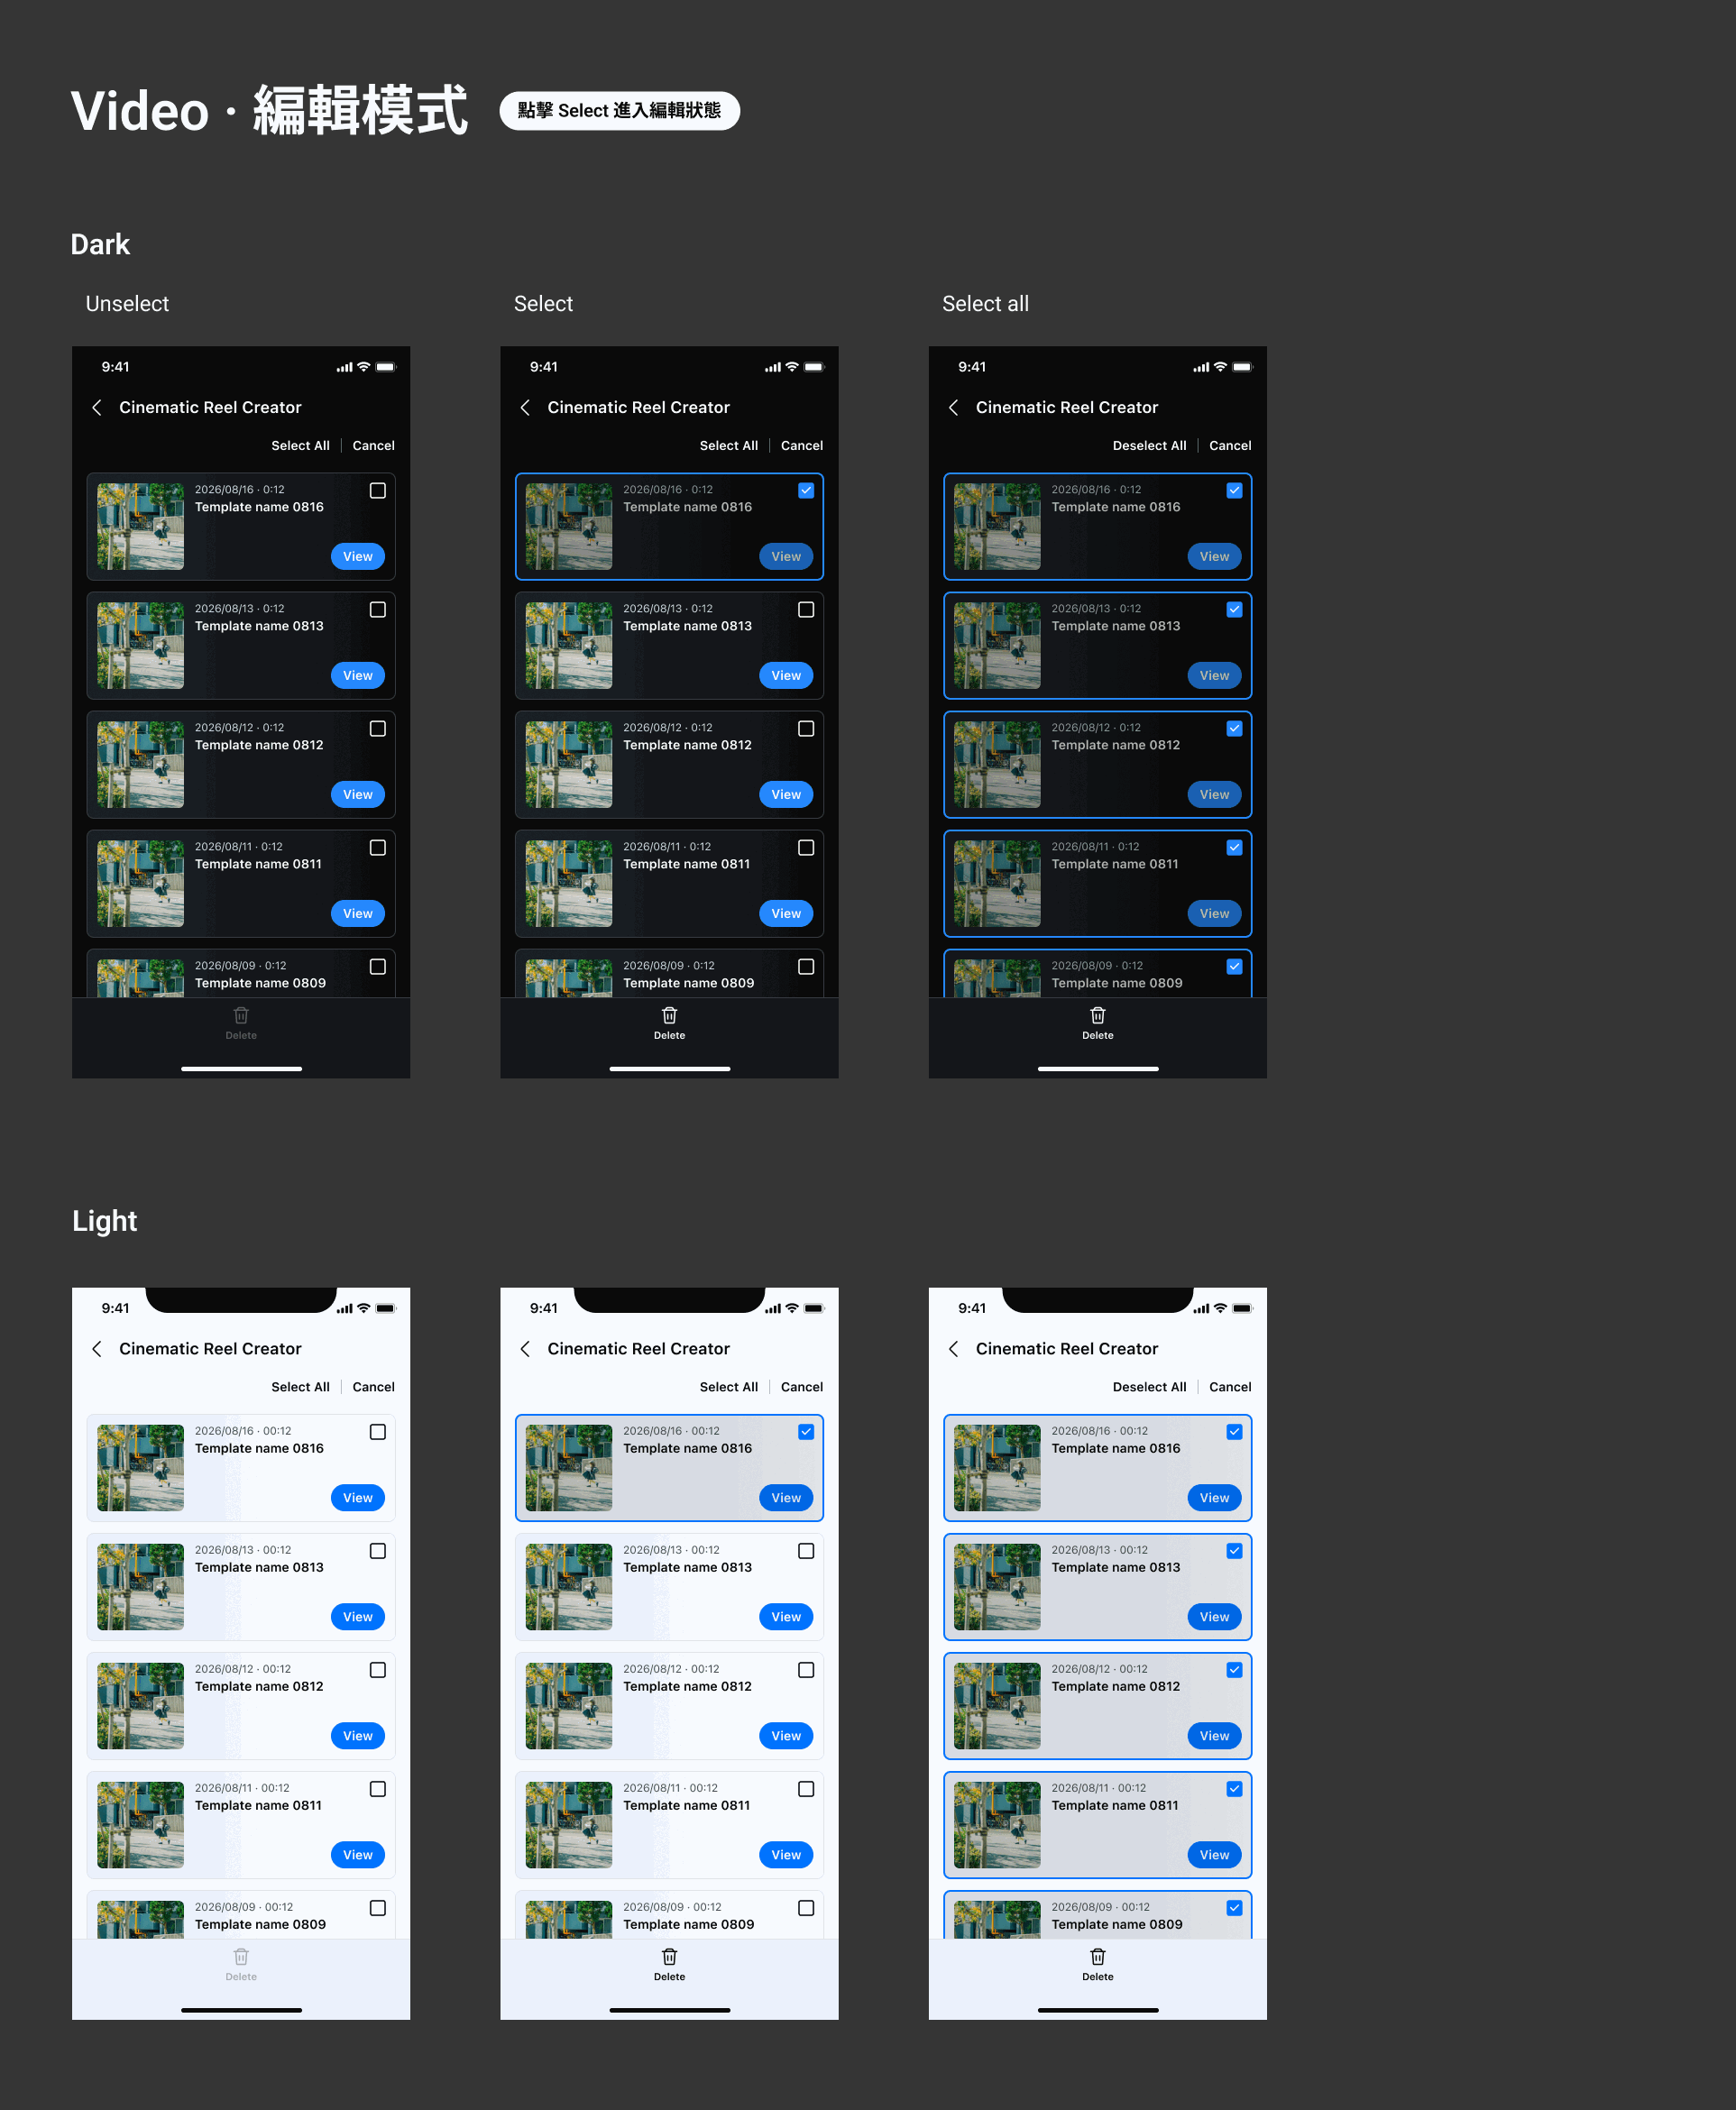 Video · 編輯模式
點擊 Select 進入編輯狀態
Dark
Unselect
9:41
Cinematic Reel Creator
Select All
Cancel
2026/08/16 · 0:12
Template name 0816
View
2026/08/13 · 0:12
Template name 0813
View
2026/08/12 · 0:12
Template name 0812
View
2026/08/11 · 0:12
Template name 0811
View
2026/08/09 · 0:12
Template name 0809
Delete
Select
9:41
Cinematic Reel Creator
Select All
Cancel
2026/08/16 · 0:12
Template name 0816
View
2026/08/13 · 0:12
Template name 0813
View
2026/08/12 · 0:12
Template name 0812
View
2026/08/11 · 0:12
Template name 0811
View
2026/08/09 · 0:12
Template name 0809
Delete
Select all
9:41
Cinematic Reel Creator
Deselect All
Cancel
2026/08/16 · 0:12
Template name 0816
View
2026/08/13 · 0:12
Template name 0813
View
2026/08/12 · 0:12
Template name 0812
View
2026/08/11 · 0:12
Template name 0811
View
2026/08/09 · 0:12
Template name 0809
Delete
Light
9:41
Cinematic Reel Creator
Select All
Cancel
2026/08/16 · 00:12
Template name 0816
View
2026/08/13 · 00:12
Template name 0813
View
2026/08/12 · 00:12
Template name 0812
View
2026/08/11 · 00:12
Template name 0811
View
2026/08/09 · 00:12
Template name 0809
Delete
9:41
Cinematic Reel Creator
Select All
Cancel
2026/08/16 · 00:12
Template name 0816
View
2026/08/13 · 00:12
Template name 0813
View
2026/08/12 · 00:12
Template name 0812
View
2026/08/11 · 00:12
Template name 0811
View
2026/08/09 · 00:12
Template name 0809
Delete
9:41
Cinematic Reel Creator
Deselect All
Cancel
2026/08/16 · 00:12
Template name 0816
View
2026/08/13 · 00:12
Template name 0813
View
2026/08/12 · 00:12
Template name 0812
View
2026/08/11 · 00:12
Template name 0811
View
2026/08/09 · 00:12
Template name 0809
Delete